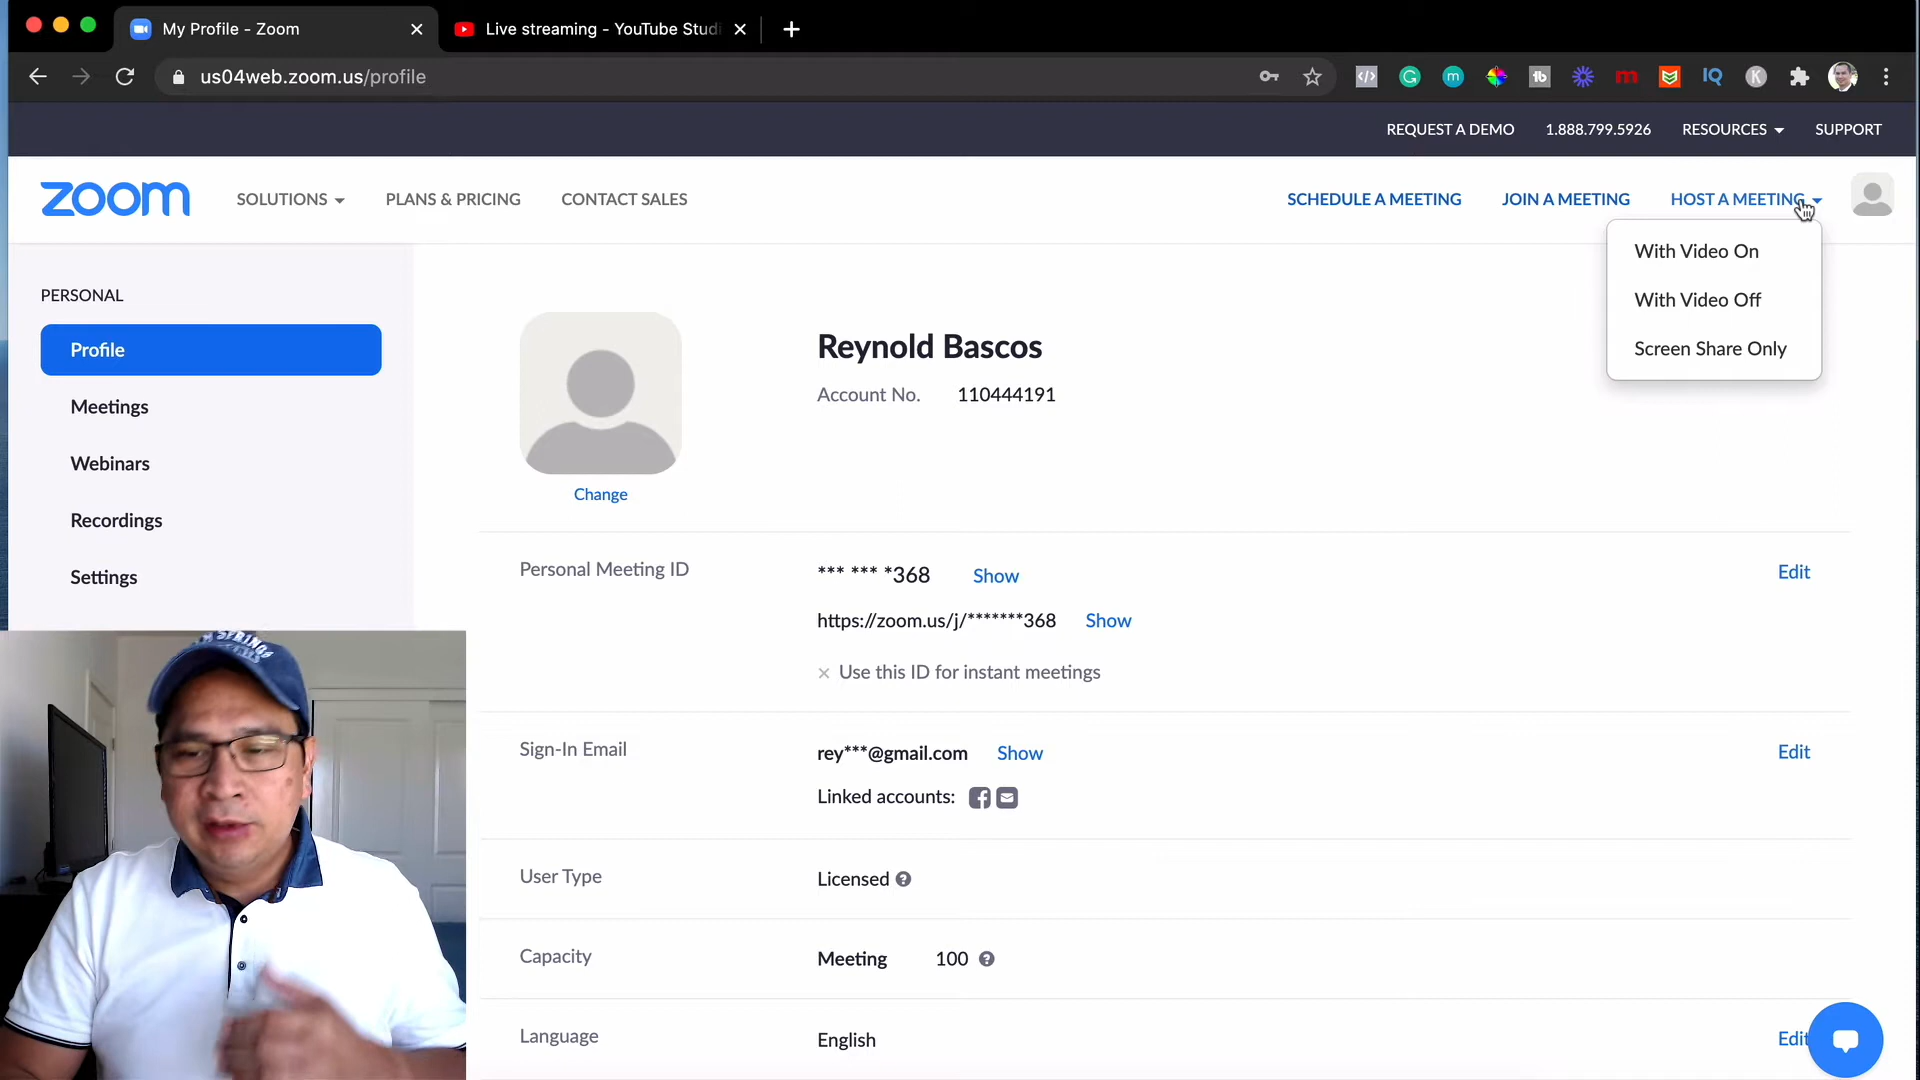 My Profile - Zoom
Live streaming - YouTube Studi
us04web.zoom.us/profile
REQUEST A DEMO
1.888.799.5926
RESOURCES
SUPPORT
zoom
SOLUTIONS
PLANS & PRICING
CONTACT SALES
SCHEDULE A MEETING
JOIN A MEETING
HOST A MEETING
With Video On
With Video Off
Screen Share Only
PERSONAL
Profile
Meetings
Webinars
Recordings
Settings
Reynold Bascos
Account No. 110444191
Change
Personal Meeting ID
*** *** *368 Show
https://zoom.us/j/*******368 Show
× Use this ID for instant meetings
Edit
Sign-In Email
rey***@gmail.com Show
Linked accounts:
Edit
User Type
Licensed
Capacity
Meeting 100
Language
English
Edit
SPRINGS